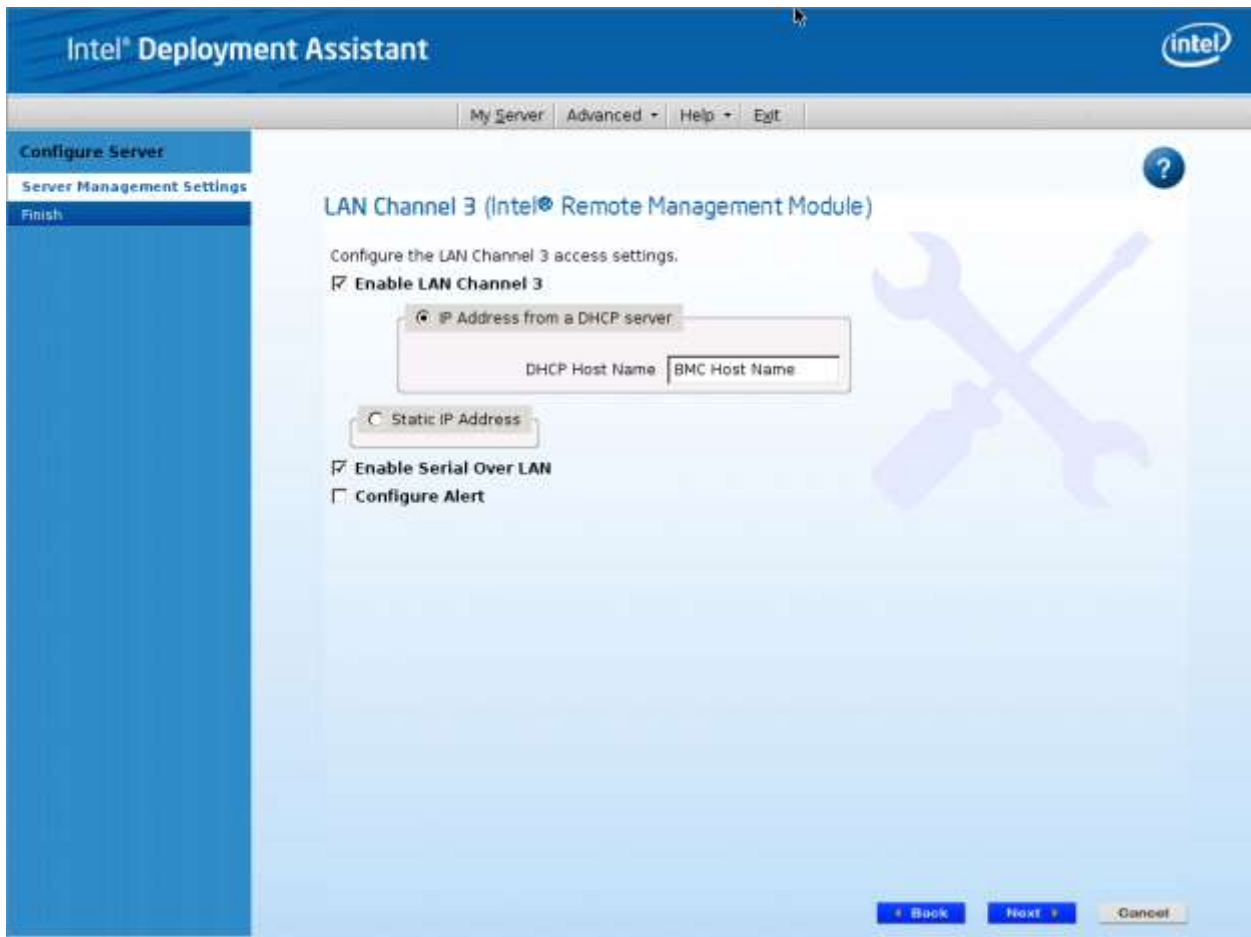 Intel® Deployment Assistant
intel
My Server Advanced Help Exit
Configure Server
Server Management Settings
Finish
?
LAN Channel 3 (Intel® Remote Management Module)
Configure the LAN Channel 3 access settings.
Enable LAN Channel 3
IP Address from a DHCP server
DHCP Host Name BMC Host Name
Static IP Address
Enable Serial Over LAN
Configure Alert
Back Next Cancel